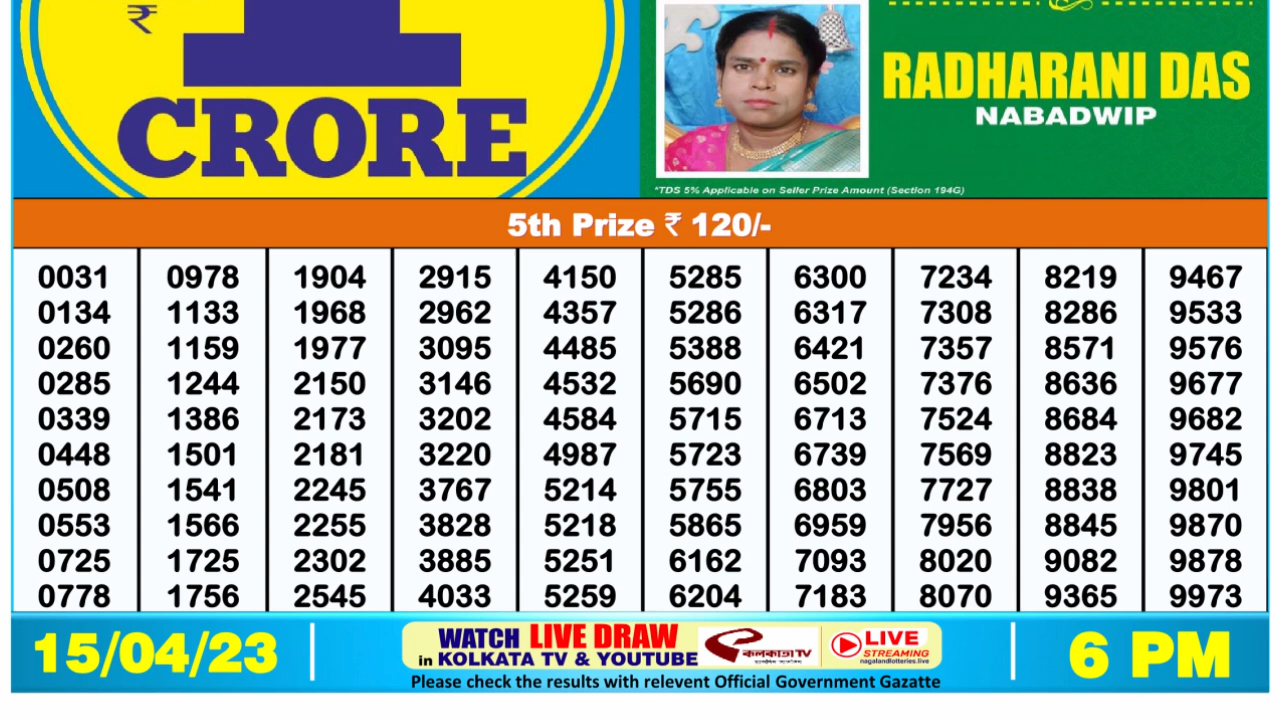 ₹ 1
CRORE
RADHARANI DAS
NABADWIP
*TDS 5% Applicable on Seller Prize Amount (Section 194G)
5th Prize ₹ 120/-
0031 0978 1904 2915 4150 5285 6300 7234 8219 9467
0134 1133 1968 2962 4357 5286 6317 7308 8286 9533
0260 1159 1977 3095 4485 5388 6421 7357 8571 9576
0285 1244 2150 3146 4532 5690 6502 7376 8636 9677
0339 1386 2173 3202 4584 5715 6713 7524 8684 9682
0448 1501 2181 3220 4987 5723 6739 7569 8823 9745
0508 1541 2245 3767 5214 5755 6803 7727 8838 9801
0553 1566 2255 3828 5218 5865 6959 7956 8845 9870
0725 1725 2302 3885 5251 6162 7093 8020 9082 9878
0778 1756 2545 4033 5259 6204 7183 8070 9365 9973
15/04/23
WATCH LIVE DRAW
in KOLKATA TV & YOUTUBE
কলকাতা TV
LIVE
STREAMING
nagalandlotteries.live
Please check the results with relevent Official Government Gazatte
6 PM